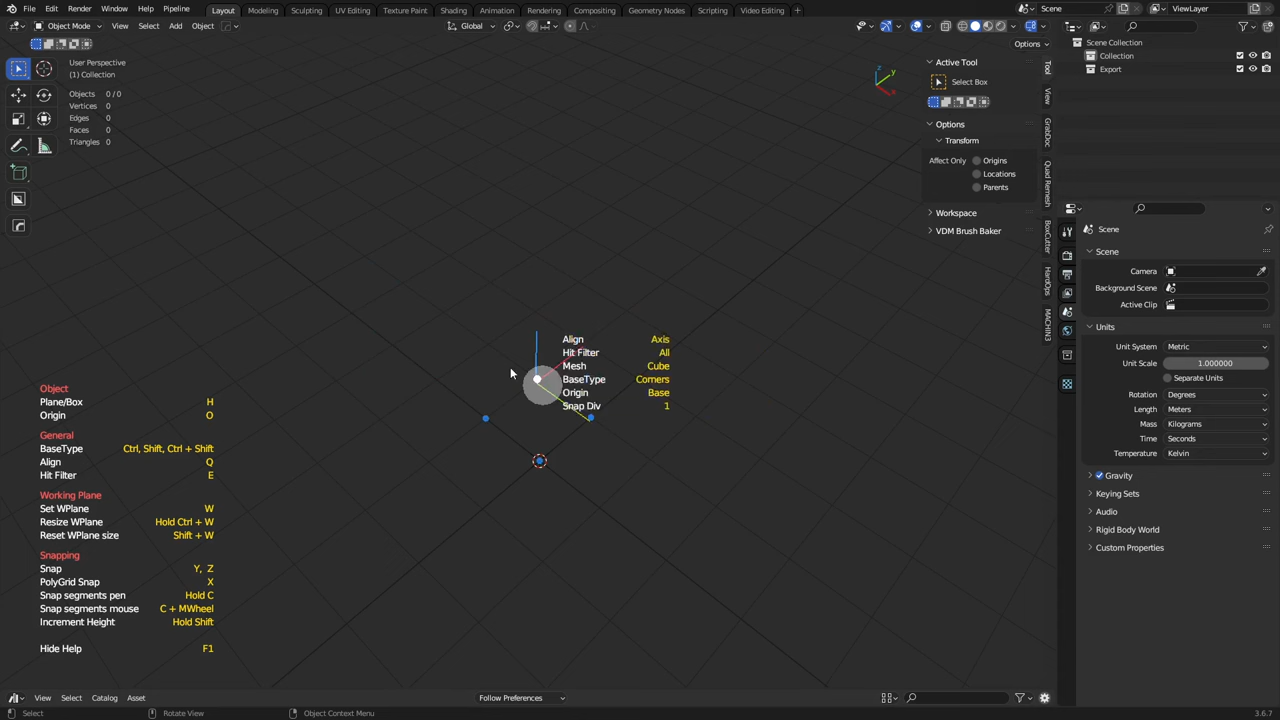 File Edit Render Window Help Pipeline Layout Modeling Sculpting UV Editing Texture Paint Shading Animation Rendering Compositing Geometry Nodes Scripting Video Editing + Scene ViewLayer
Object Mode View Select Add Object Global
Options
User Perspective
(1) Collection
Objects 0 / 0
Vertices 0
Edges 0
Faces 0
Triangles 0
Z
Y
X
Align Axis
Hit Filter All
Mesh Cube
BaseType Corners
Origin Base
Snap Div 1
Object
Plane/Box H
Origin O
General
BaseType Ctrl, Shift, Ctrl + Shift
Align Q
Hit Filter E
Working Plane
Set WPlane W
Resize WPlane Hold Ctrl + W
Reset WPlane size Shift + W
Snapping
Snap Y, Z
PolyGrid Snap X
Snap segments pen Hold C
Snap segments mouse C + MWheel
Increment Height Hold Shift
Hide Help F1
Active Tool
Select Box
Options
Transform
Affect Only Origins
Locations
Parents
Workspace
VDM Brush Baker
Tool
View
GrabDoc
Quad Remesh
BoxCutter
HardOps
MACHIN3
Scene Collection
Collection
Export
Scene
Scene
Camera
Background Scene
Active Clip
Units
Unit System Metric
Unit Scale 1.000000
Separate Units
Rotation Degrees
Length Meters
Mass Kilograms
Time Seconds
Temperature Kelvin
Gravity
Keying Sets
Audio
Rigid Body World
Custom Properties
View Select Catalog Asset Follow Preferences
Select Rotate View Object Context Menu 3.6.7